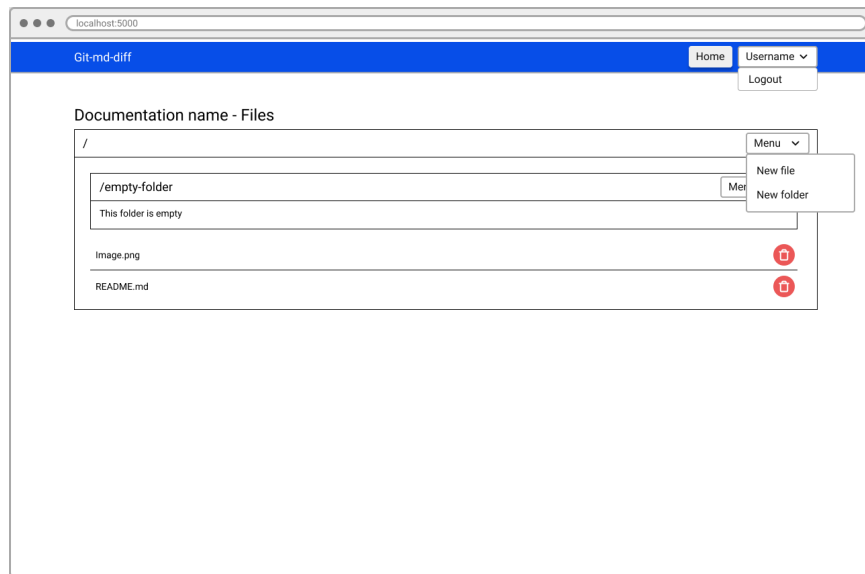 localhost:5000
Git-md-diff Home Username
Logout
Documentation name - Files
/ Menu
New file
New folder
/empty-folder
This folder is empty
Image.png
README.md